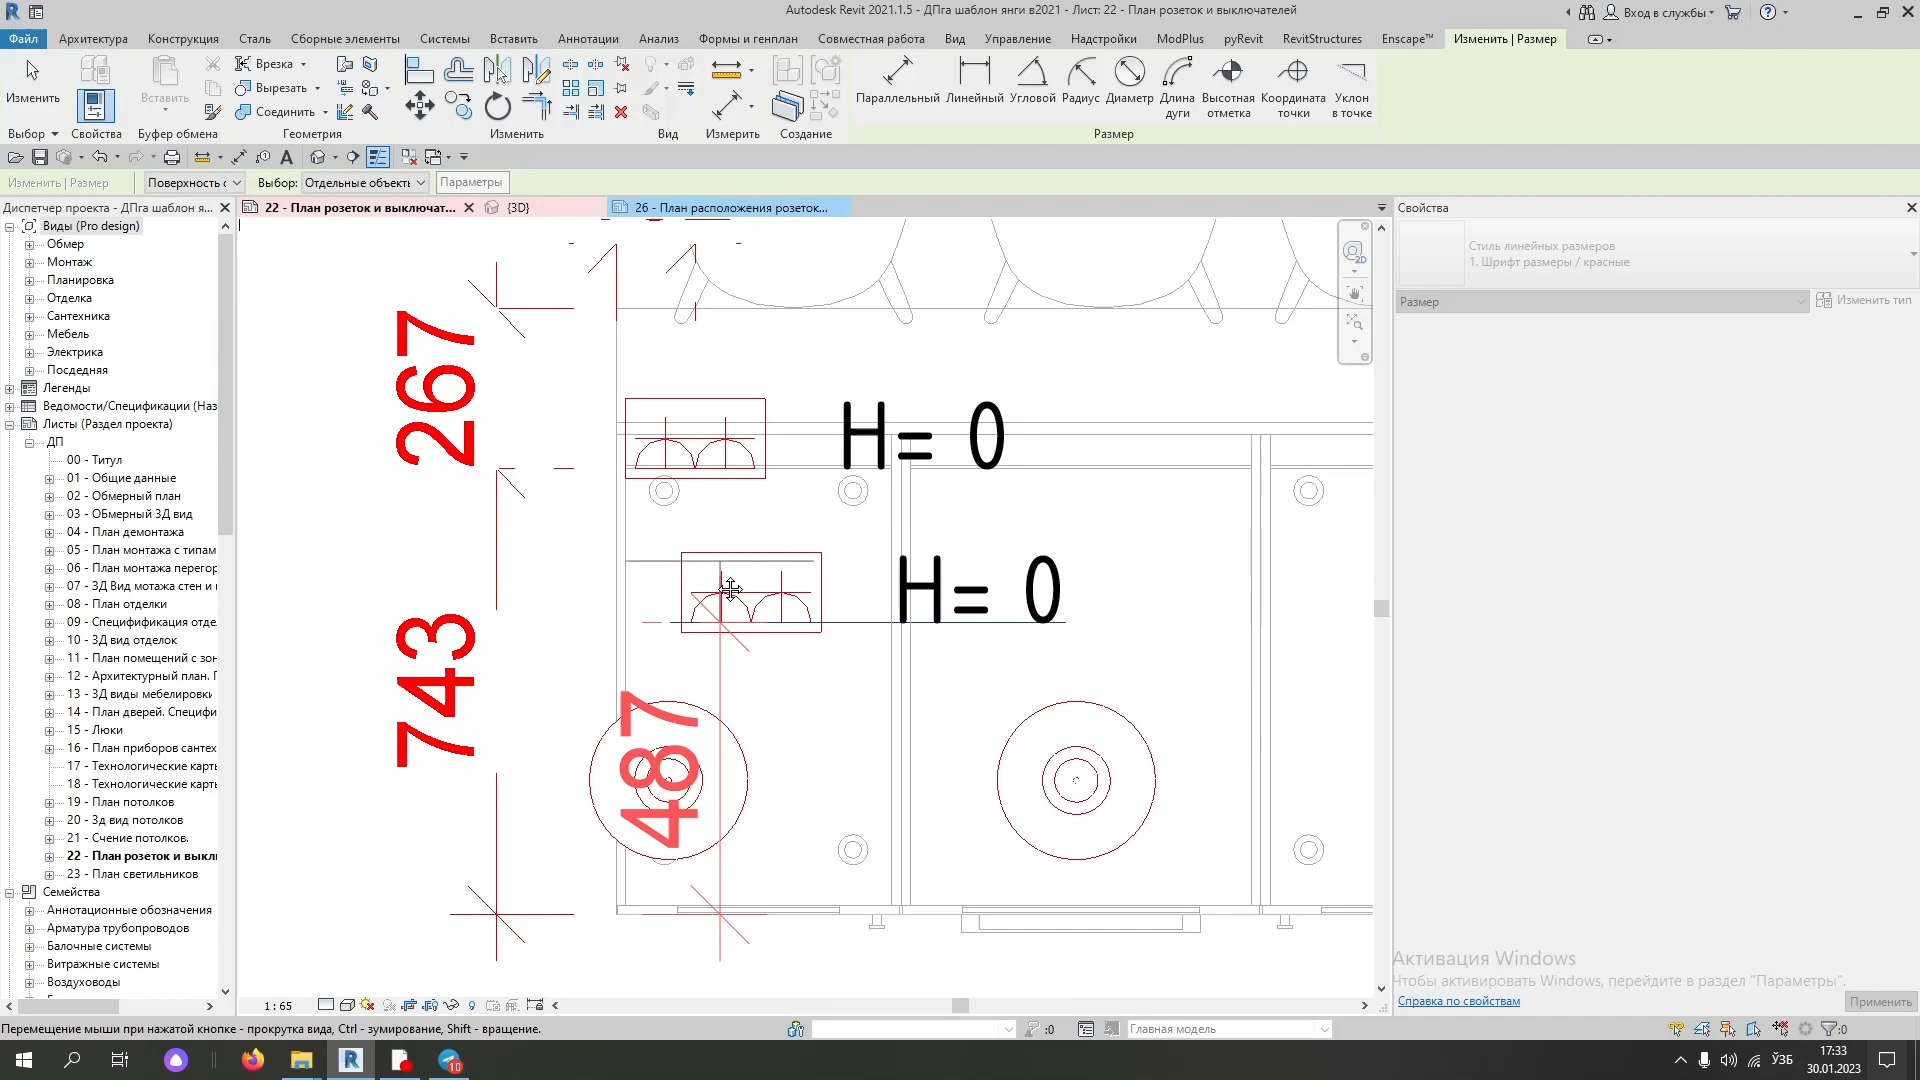 Autodesk Revit 2021.1.5 - ДПга шаблон янги в2021 - Лист: 22 - План розеток и выключателей
Вход в службы
Файл Архитектура Конструкция Сталь Сборные элементы Системы Вставить Аннотации Анализ Формы и генплан Совместная работа Вид Управление Надстройки ModPlus pyRevit RevitStructures Enscape™ Изменить | Размер
Врезка
Вырезать
Соединить
Изменить
Вставить
Параллельный Линейный Угловой Радиус Диаметр Длина дуги Высотная отметка Координата точки Уклон в точке
Выбор Свойства Буфер обмена Геометрия Изменить Вид Измерить Создание Размер
Изменить | Размер Поверхность с Выбор: Отдельные объекть Параметры
Диспетчер проекта - ДПга шаблон я...
22 - План розеток и выключат... {3D} 26 - План расположения розеток...
Свойства
Виды (Pro design)
Обмер
Монтаж
Планировка
Отделка
Сантехника
Мебель
Электрика
Посдедняя
Легенды
Ведомости/Спецификации (Наз
Листы (Раздел проекта)
ДП
00 - Титул
01 - Общие данные
02 - Обмерный план
03 - ОБмерный 3Д вид
04 - План демонтажа
05 - План монтажа с типам
06 - План монтажа перегор
07 - 3Д Вид мотажа стен и
08 - План отделки
09 - Специфификация отде
10 - 3Д вид отделок
11 - План помещений с зон
12 - Архитектурный план. Г
13 - 3Д виды мебелировки
14 - План дверей. Специфи
15 - Люки
16 - План приборов сантех
17 - Технологические карть
18 - Технологические карть
19 - План потолков
20 - 3д вид потолков
21 - Счение потолков.
22 - План розеток и выкл
23 - План светильников
Семейства
Аннотационные обозначения
Арматура трубопроводов
Балочные системы
Витражные системы
Воздуховоды
267
743
487
H= 0
H= 0
2D
Стиль линейных размеров
1. Шрифт размеры / красные
Размер
Изменить тип
Активация Windows
Чтобы активировать Windows, перейдите в раздел "Параметры".
Справка по свойствам
Применить
1 : 65
Перемещение мыши при нажатой кнопке - прокрутка вида, Ctrl - зумирование, Shift - вращение.
:0
Главная модель
:0
10
ЎЗБ
17:33
30.01.2023